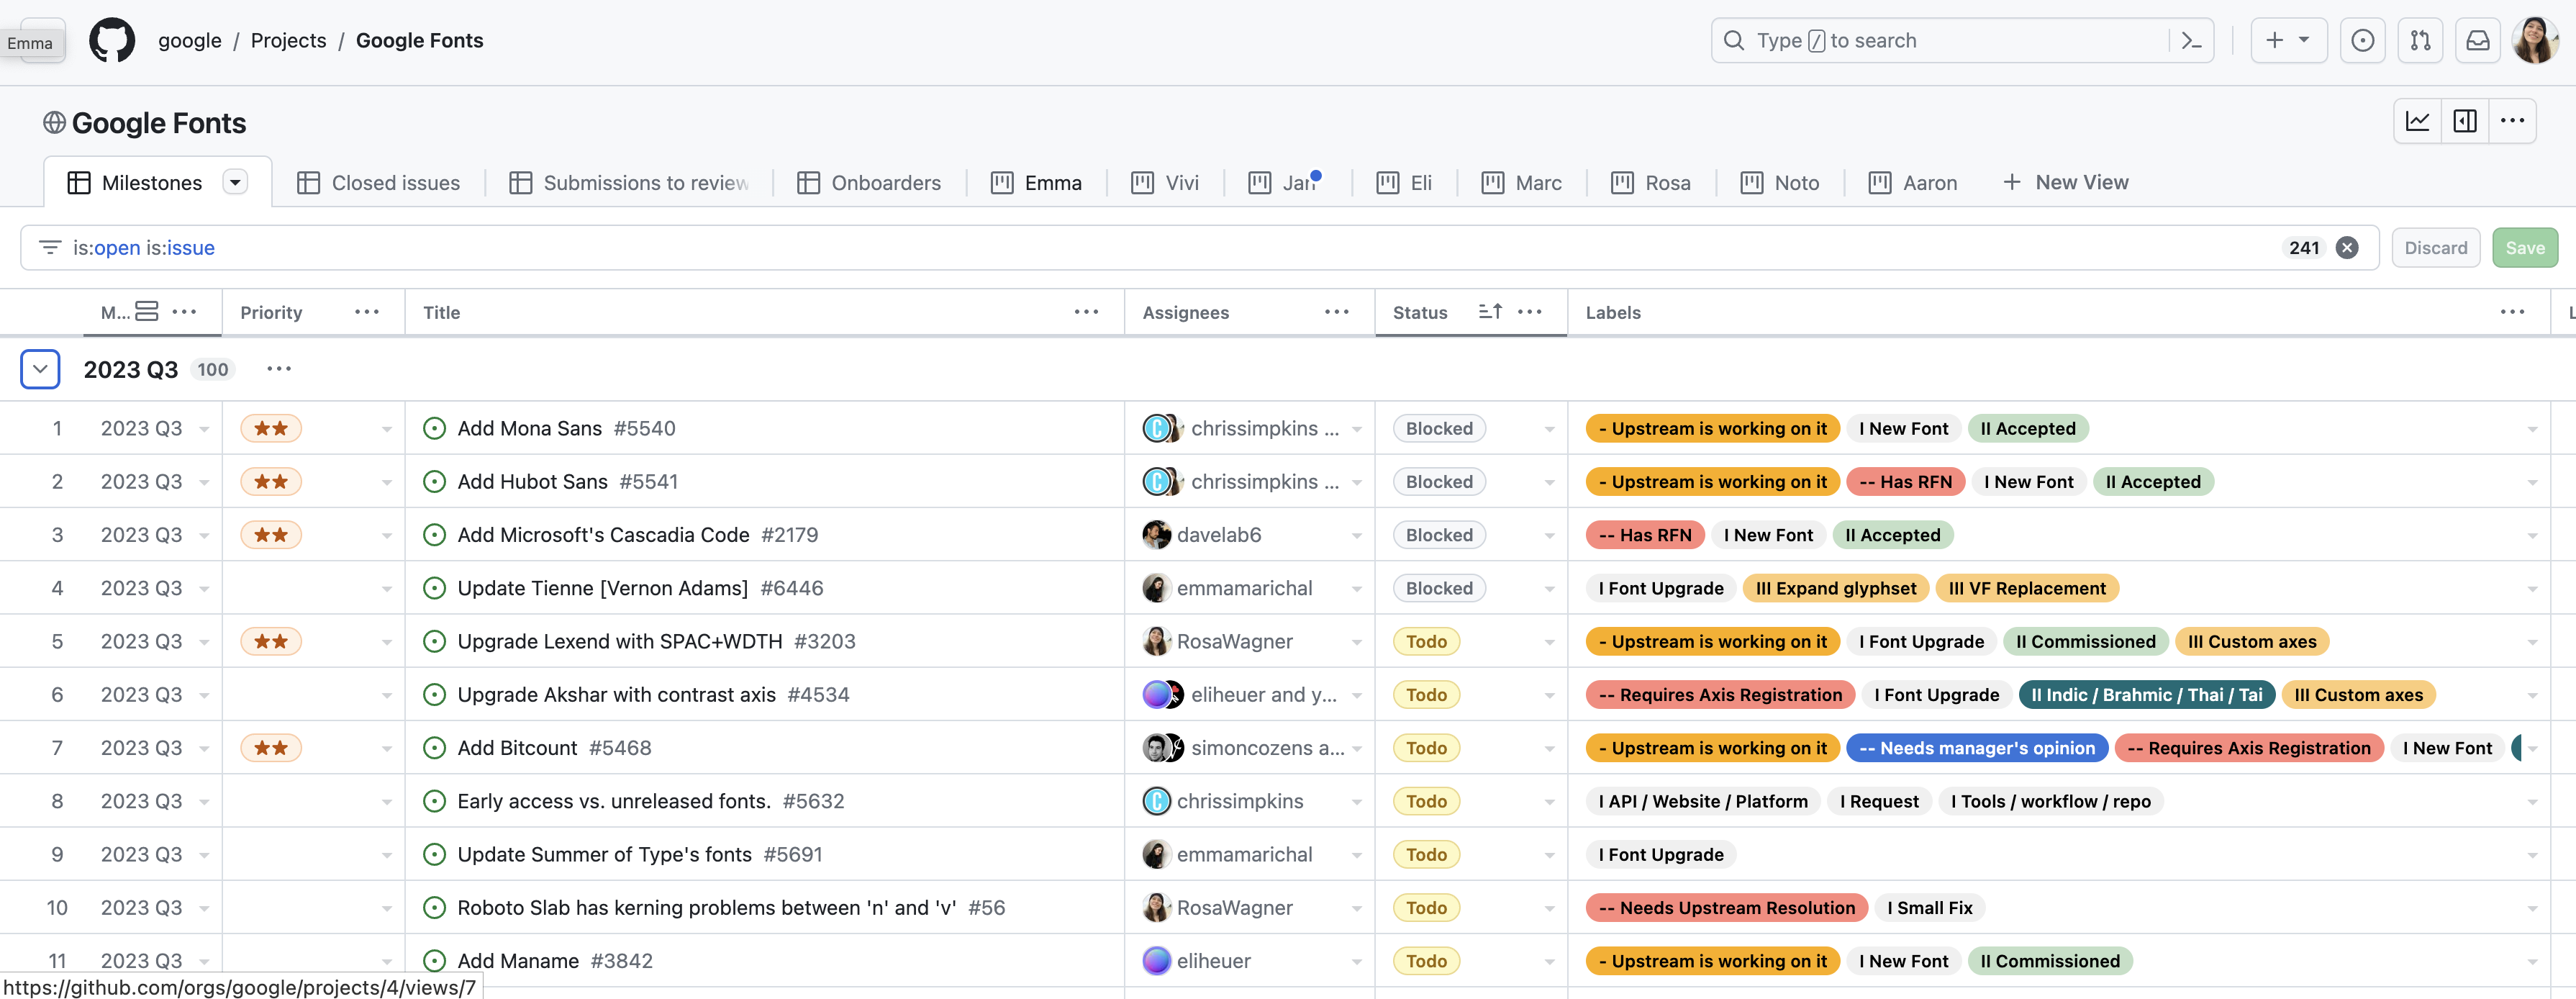 Emma
google / Projects / Google Fonts
Type / to search
Google Fonts
Milestones Closed issues Submissions to review Onboarders Emma Vivi Jan Eli Marc Rosa Noto Aaron + New View
is:open is:issue 241 Discard Save
M... Priority Title Assignees Status Labels L
2023 Q3 100
1 2023 Q3 ★★ Add Mona Sans #5540 chrissimpkins ... Blocked - Upstream is working on it I New Font II Accepted
2 2023 Q3 ★★ Add Hubot Sans #5541 chrissimpkins ... Blocked - Upstream is working on it -- Has RFN I New Font II Accepted
3 2023 Q3 ★★ Add Microsoft's Cascadia Code #2179 davelab6 Blocked -- Has RFN I New Font II Accepted
4 2023 Q3 Update Tienne [Vernon Adams] #6446 emmamarichal Blocked I Font Upgrade III Expand glyphset III VF Replacement
5 2023 Q3 ★★ Upgrade Lexend with SPAC+WDTH #3203 RosaWagner Todo - Upstream is working on it I Font Upgrade II Commissioned III Custom axes
6 2023 Q3 Upgrade Akshar with contrast axis #4534 eliheuer and y... Todo -- Requires Axis Registration I Font Upgrade II Indic / Brahmic / Thai / Tai III Custom axes
7 2023 Q3 ★★ Add Bitcount #5468 simoncozens a... Todo - Upstream is working on it -- Needs manager's opinion -- Requires Axis Registration I New Font
8 2023 Q3 Early access vs. unreleased fonts. #5632 chrissimpkins Todo I API / Website / Platform I Request I Tools / workflow / repo
9 2023 Q3 Update Summer of Type's fonts #5691 emmamarichal Todo I Font Upgrade
10 2023 Q3 Roboto Slab has kerning problems between 'n' and 'v' #56 RosaWagner Todo -- Needs Upstream Resolution I Small Fix
11 2023 Q3 Add Maname #3842 eliheuer Todo - Upstream is working on it I New Font II Commissioned
https://github.com/orgs/google/projects/4/views/7